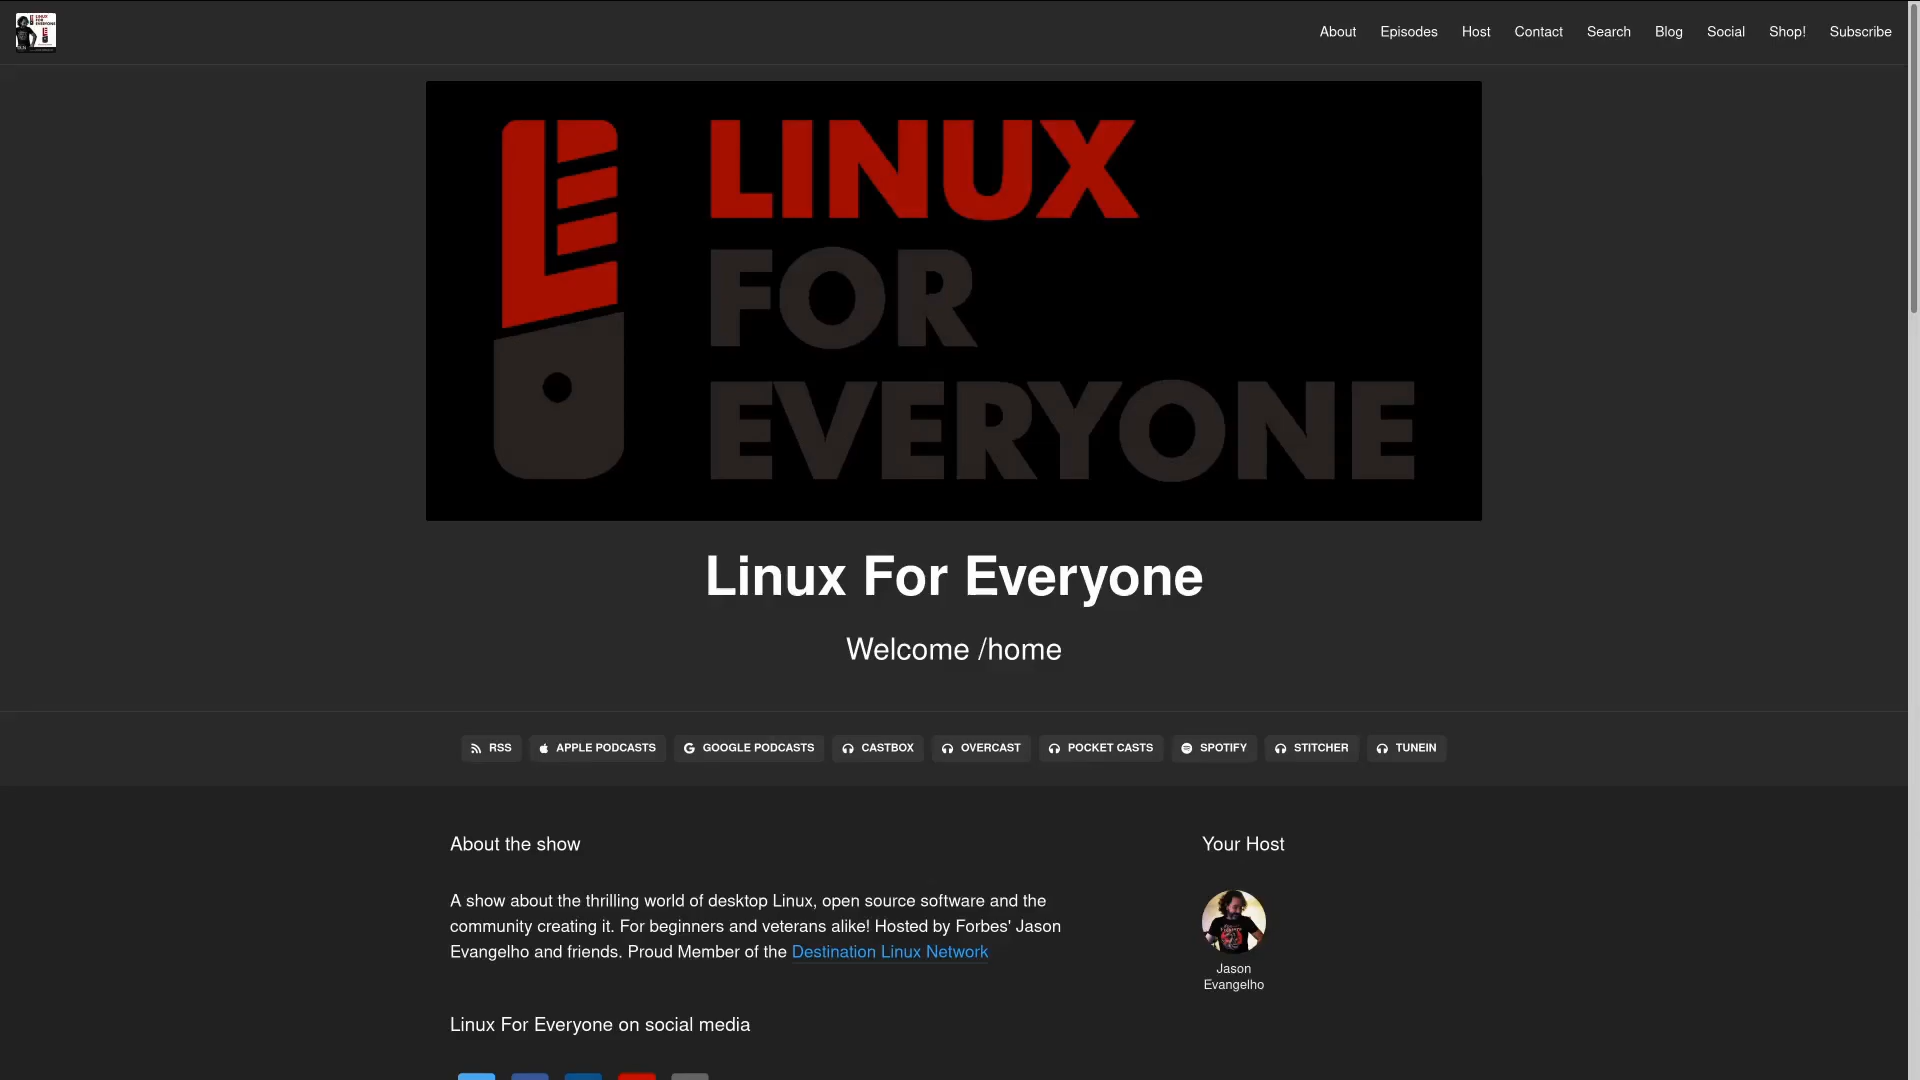 About Episodes Host Contact Search Blog Social Shop! Subscribe
LINUX
FOR
EVERYONE
Linux For Everyone
Welcome /home
RSS APPLE PODCASTS GOOGLE PODCASTS CASTBOX OVERCAST POCKET CASTS SPOTIFY STITCHER TUNEIN
About the show
A show about the thrilling world of desktop Linux, open source software and the
community creating it. For beginners and veterans alike! Hosted by Forbes' Jason
Evangelho and friends. Proud Member of the Destination Linux Network
Linux For Everyone on social media
Your Host
Jason
Evangelho